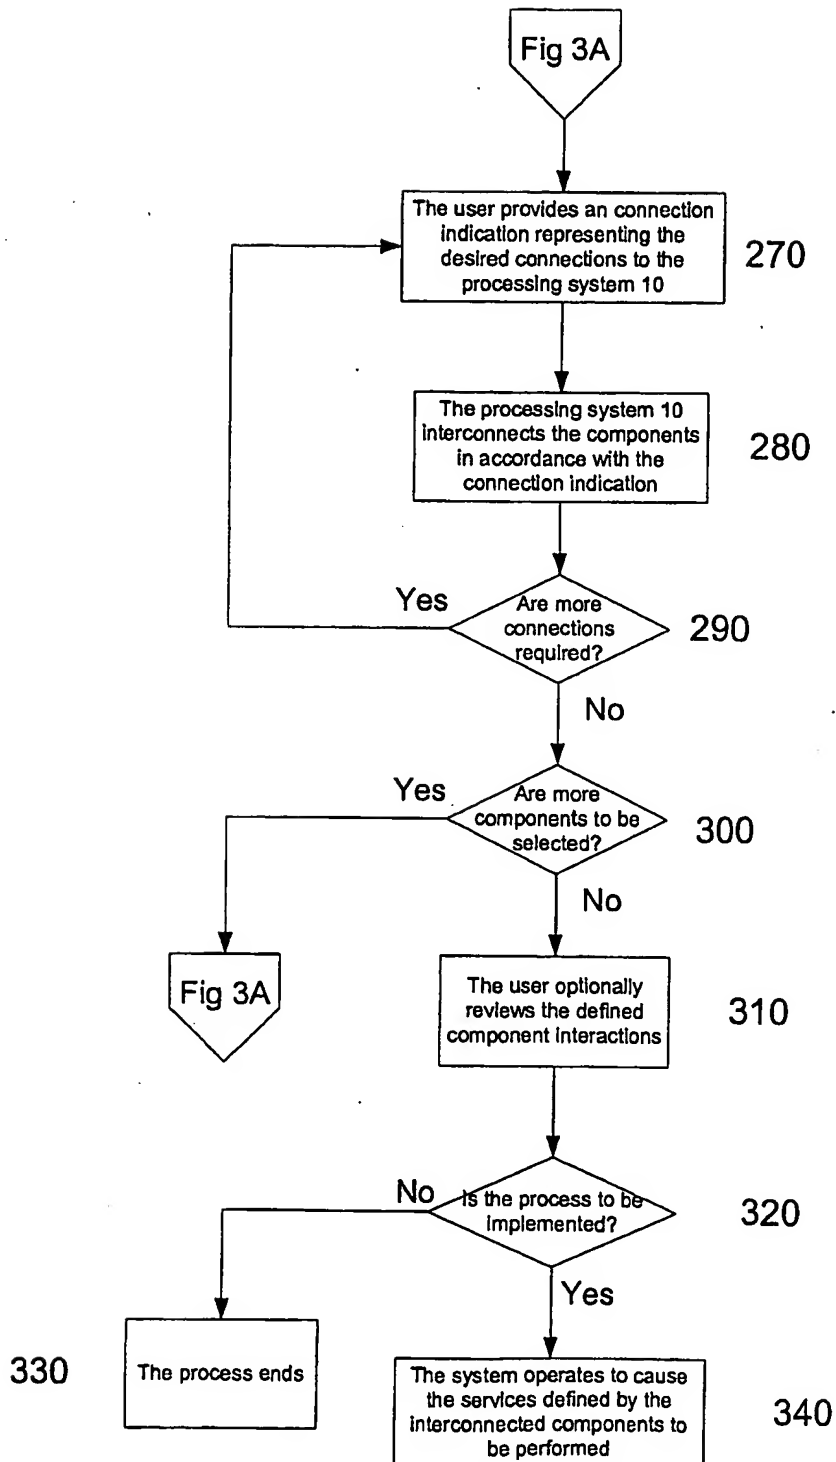 Fig 3A
The user provides an connection
indication representing the
desired connections to the
processing system 10
270
The processing system 10
interconnects the components
in accordance with the
connection indication
280
Yes
Are more
connections
required?
290
No
Yes
Are more
components to be
selected?
300
No
Fig 3A
The user optionally
reviews the defined
component interactions
310
No
Is the process to be
implemented?
320
Yes
330
The process ends
The system operates to cause
the services defined by the
interconnected components to
be performed
340